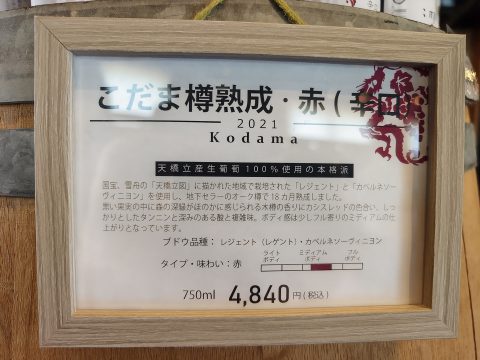 こだま樽熟成・赤(辛口)
2021
Kodama
天橋立産生葡萄100%使用の本格派
国宝、雪舟の「天橋立図」に描かれた地域で栽培された「レジェント」と「カベルネソー
ヴィニヨン」を使用し、地下セラーのオーク樽で18カ月熟成しました。
黒い果実の中に森の深緑がほのかに感じられる木樽の香りにカシスレッドの色合い、しっ
かりとしたタンニンと深みのある酸と複雑味。ボディ感は少しフル寄りのミディアムの仕
上がりとなっています。
ブドウ品種： レジェント（レゲント）・カベルネソーヴィニヨン
ライト ボディ ミディアム ボディ フル ボディ
タイプ・味わい：赤
750ml 4,840円(税込)